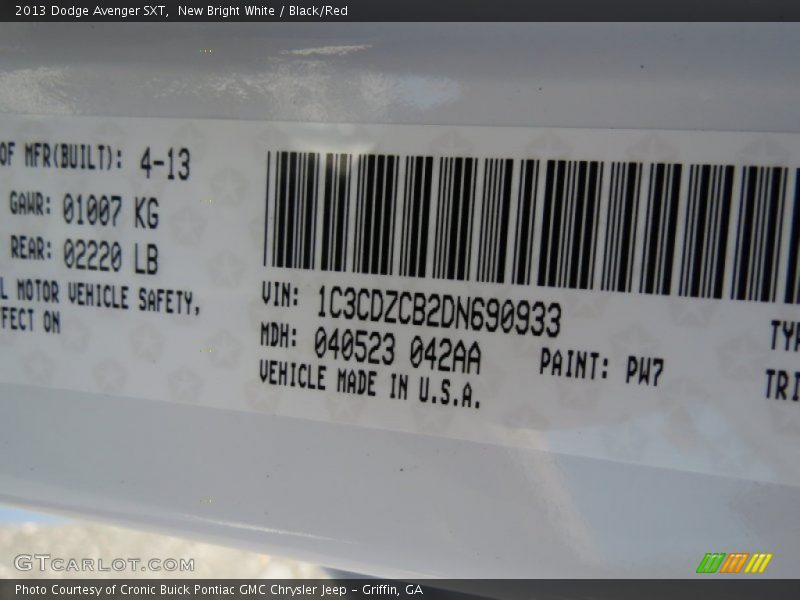 2013 Dodge Avenger SXT, New Bright White / Black/Red
OF MFR(BUILT): 4-13
GAWR: 01007 KG
REAR: 02220 LB
L MOTOR VEHICLE SAFETY,
FECT ON
VIN: 1C3CDZCB2DN690933
MDH: 040523 042AA
PAINT: PW7
VEHICLE MADE IN U.S.A.
TYP
TRI
GTCARLOT.COM
Photo Courtesy of Cronic Buick Pontiac GMC Chrysler Jeep - Griffin, GA